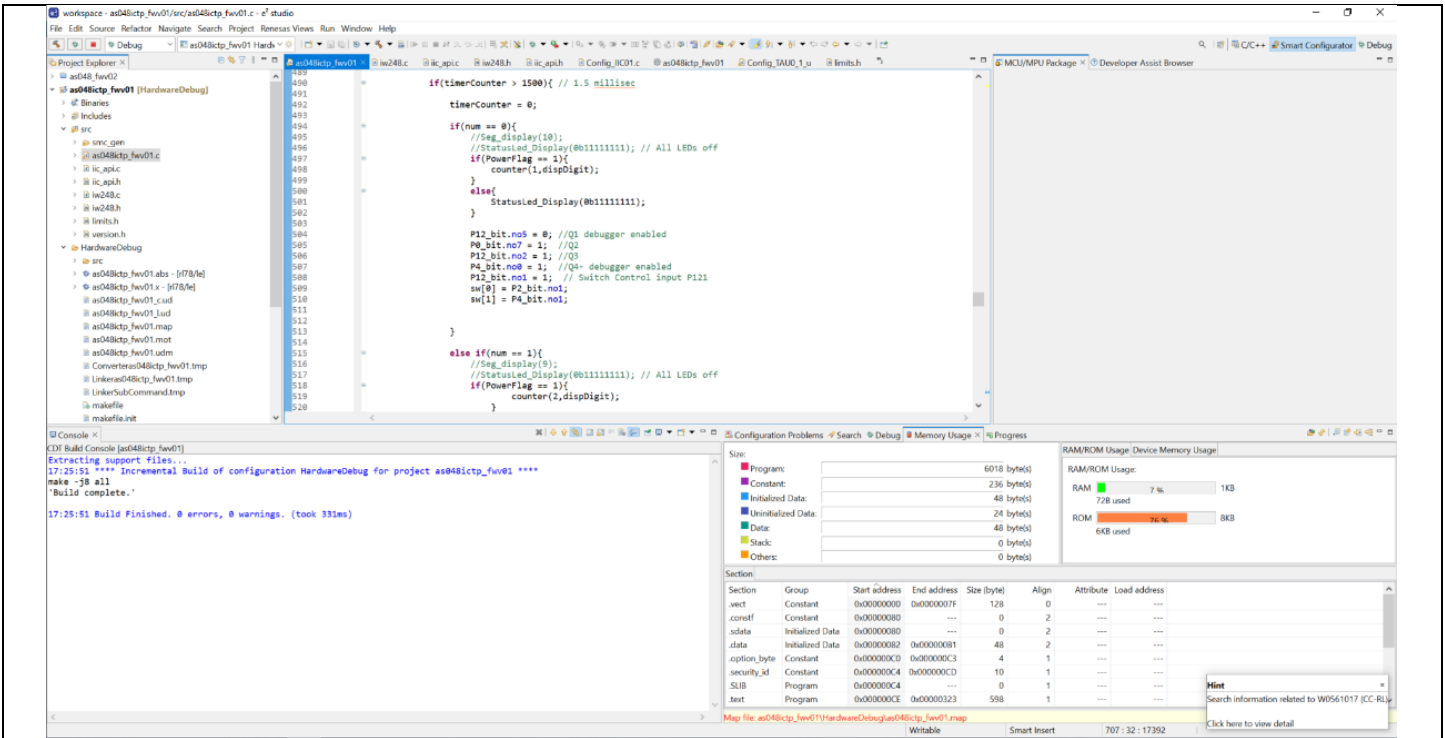 workspace - as048ictp_fwv01/src/as048ictp_fwv01.c - e² studio
File Edit Source Refactor Navigate Search Project Renesas Views Run Window Help
Debug
as048ictp_fwv01 Hardv
C/C++
Smart Configurator
Debug
Project Explorer
as048_fwv02
as048ictp_fwv01 [HardwareDebug]
Binaries
Includes
src
smc_gen
as048ictp_fwv01.c
iic_api.c
iic_api.h
iw248.c
iw248.h
limits.h
version.h
HardwareDebug
src
as048ictp_fwv01.abs - [rl78/le]
as048ictp_fwv01.x - [rl78/le]
as048ictp_fwv01_c.ud
as048ictp_fwv01_l.ud
as048ictp_fwv01.map
as048ictp_fwv01.mot
as048ictp_fwv01.udm
Converteras048ictp_fwv01.tmp
Linkeras048ictp_fwv01.tmp
LinkerSubCommand.tmp
makefile
makefile.init
as048ictp_fwv01 iw248.c iic_api.c iw248.h iic_api.h Config_IIC01.c as048ictp_fwv01 Config_TAU0_1_u limits.h
489
490 if(timerCounter > 1500){ // 1.5 millisec
491
492 timerCounter = 0;
493
494 if(num == 0){
495 //Seg_display(10);
496 //StatusLed_Display(0b11111111); // All LEDs off
497 if(PowerFlag == 1){
498 counter(1,dispDigit);
499 }
500 else{
501 StatusLed_Display(0b11111111);
502 }
503
504 P12_bit.no5 = 0; //Q1 debugger enabled
505 P0_bit.no7 = 1; //Q2
506 P12_bit.no2 = 1; //Q3
507 P4_bit.no0 = 1; //Q4- debugger enabled
508 P12_bit.no1 = 1; // Switch Control input P121
509 sw[0] = P2_bit.no1;
510 sw[1] = P4_bit.no1;
511
512
513 }
514
515 else if(num == 1){
516 //Seg_display(9);
517 //StatusLed_Display(0b11111111); // All LEDs off
518 if(PowerFlag == 1){
519 counter(2,dispDigit);
520 }
MCU/MPU Package
Developer Assist Browser
Console
CDT Build Console [as048ictp_fwv01]
Extracting support files...
17:25:51 **** Incremental Build of configuration HardwareDebug for project as048ictp_fwv01 ****
make -j8 all
'Build complete.'
17:25:51 Build Finished. 0 errors, 0 warnings. (took 331ms)
Configuration Problems Search Debug Memory Usage Progress
Size:
Program: 6018 byte(s)
Constant: 236 byte(s)
Initialized Data: 48 byte(s)
Uninitialized Data: 24 byte(s)
Data: 48 byte(s)
Stack: 0 byte(s)
Others: 0 byte(s)
RAM/ROM Usage Device Memory Usage
RAM/ROM Usage:
RAM 7 % 1KB
72B used
ROM 76 % 8KB
6KB used
Section
Section Group Start address End address Size (byte) Align Attribute Load address
.vect Constant 0x00000000 0x0000007F 128 0 --- ---
.constf Constant 0x00000080 --- 0 2 --- ---
.sdata Initialized Data 0x00000080 --- 0 2 --- ---
.data Initialized Data 0x00000082 0x000000B1 48 2 --- ---
.option_byte Constant 0x000000C0 0x000000C3 4 1 --- ---
.security_id Constant 0x000000C4 0x000000CD 10 1 --- ---
.SLIB Program 0x000000C4 --- 0 1 --- ---
.text Program 0x000000CE 0x00000323 598 1 --- ---
Hint
Search information related to W0561017 (CC-RL)
Click here to view detail
Map file: as048ictp_fwv01\HardwareDebug\as048ictp_fwv01.map
Writable Smart Insert 707 : 32 : 17392